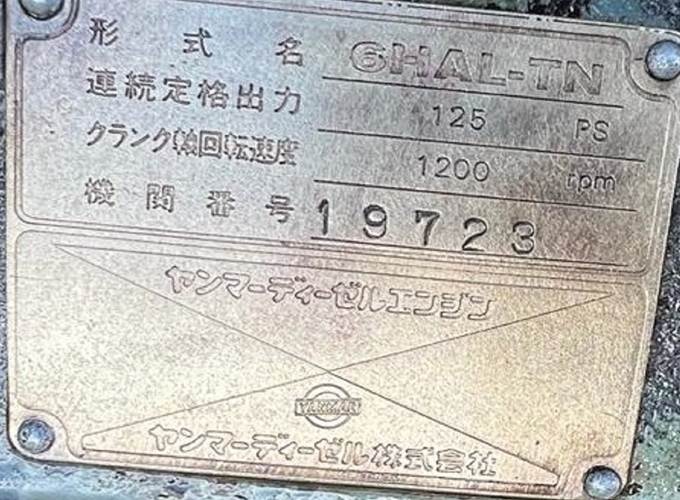 形式名 6HAL-TN
連続定格出力 125 PS
クランク軸回転速度 1200 rpm
機関番号 19723
ヤンマーディーゼルエンジン
YANMAR
ヤンマーディーゼル株式会社